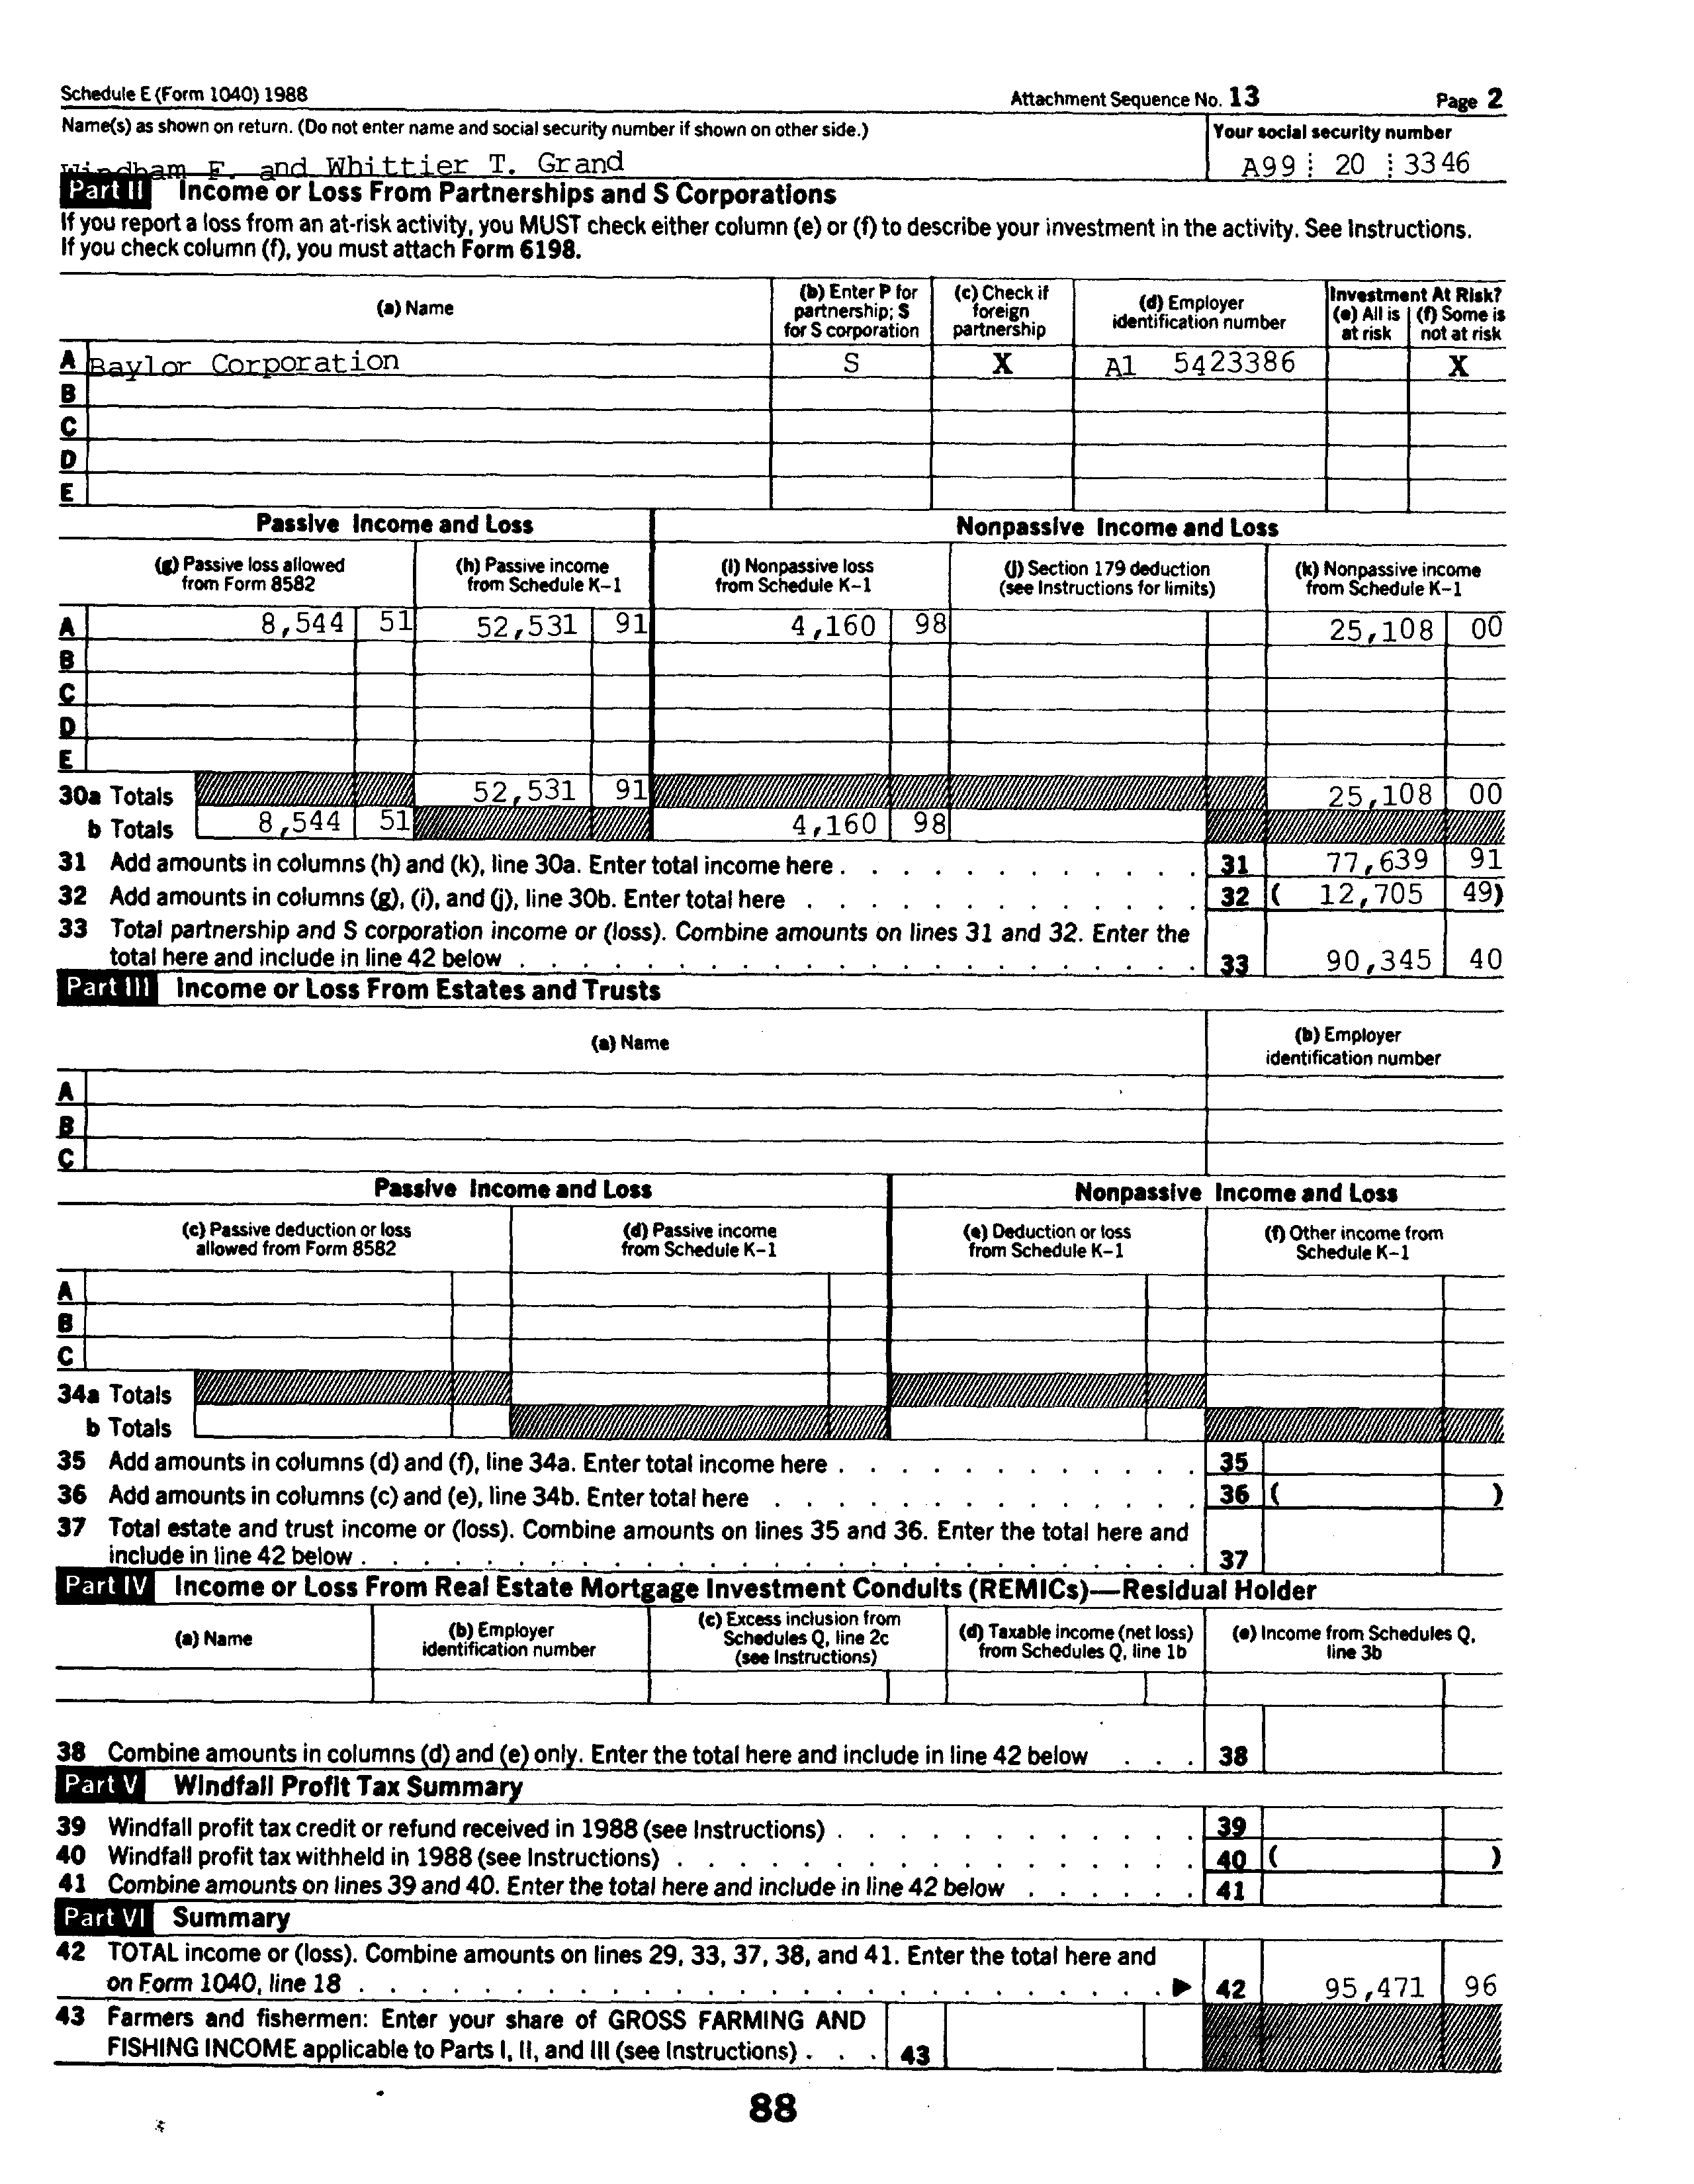 Schedule E (Form 1040) 1988 Attachment Sequence No. 13 Page 2
Name(s) as shown on return. (Do not enter name and social security number if shown on other side.) Your social security number
Windham F. and Whittier T. Grand A99 20 3346
Part II Income or Loss From Partnerships and S Corporations
If you report a loss from an at-risk activity, you MUST check either column (e) or (f) to describe your investment in the activity. See Instructions.
If you check column (f), you must attach Form 6198.
(a) Name (b) Enter P for partnership; S for S corporation (c) Check if foreign partnership (d) Employer identification number Investment At Risk? (e) All is at risk (f) Some is not at risk
A Baylor Corporation S X A1 5423386 X
B
C
D
E
Passive Income and Loss Nonpassive Income and Loss
(g) Passive loss allowed from Form 8582 (h) Passive income from Schedule K-1 (i) Nonpassive loss from Schedule K-1 (j) Section 179 deduction (see Instructions for limits) (k) Nonpassive income from Schedule K-1
A 8,544 51 52,531 91 4,160 98 25,108 00
B
C
D
E
30a Totals 52,531 91 25,108 00
b Totals 8,544 51 4,160 98
31 Add amounts in columns (h) and (k), line 30a. Enter total income here . . . . . . . . . . . . 31 77,639 91
32 Add amounts in columns (g), (i), and (j), line 30b. Enter total here . . . . . . . . . . . . . 32 ( 12,705 49)
33 Total partnership and S corporation income or (loss). Combine amounts on lines 31 and 32. Enter the
total here and include in line 42 below . . . . . . . . . . . . . . . . . . . . . . 33 90,345 40
Part III Income or Loss From Estates and Trusts
(a) Name (b) Employer identification number
A
B
C
Passive Income and Loss Nonpassive Income and Loss
(c) Passive deduction or loss allowed from Form 8582 (d) Passive income from Schedule K-1 (e) Deduction or loss from Schedule K-1 (f) Other income from Schedule K-1
A
B
C
34a Totals
b Totals
35 Add amounts in columns (d) and (f), line 34a. Enter total income here . . . . . . . . . . . . 35
36 Add amounts in columns (c) and (e), line 34b. Enter total here . . . . . . . . . . . . . . 36 ( )
37 Total estate and trust income or (loss). Combine amounts on lines 35 and 36. Enter the total here and
include in line 42 below . . . . . . . . . . . . . . . . . . . . . . . . . . 37
Part IV Income or Loss From Real Estate Mortgage Investment Conduits (REMICs)—Residual Holder
(a) Name (b) Employer identification number (c) Excess inclusion from Schedules Q, line 2c (see Instructions) (d) Taxable income (net loss) from Schedules Q, line 1b (e) Income from Schedules Q, line 3b
38 Combine amounts in columns (d) and (e) only. Enter the total here and include in line 42 below . . . 38
Part V Windfall Profit Tax Summary
39 Windfall profit tax credit or refund received in 1988 (see Instructions) . . . . . . . . . . . . 39
40 Windfall profit tax withheld in 1988 (see Instructions) . . . . . . . . . . . . . . . . . 40 ( )
41 Combine amounts on lines 39 and 40. Enter the total here and include in line 42 below . . . . . . 41
Part VI Summary
42 TOTAL income or (loss). Combine amounts on lines 29, 33, 37, 38, and 41. Enter the total here and
on Form 1040, line 18 . . . . . . . . . . . . . . . . . . . . . . . . . . ▶ 42 95,471 96
43 Farmers and fishermen: Enter your share of GROSS FARMING AND
FISHING INCOME applicable to Parts I, II, and III (see Instructions) . . . 43
88